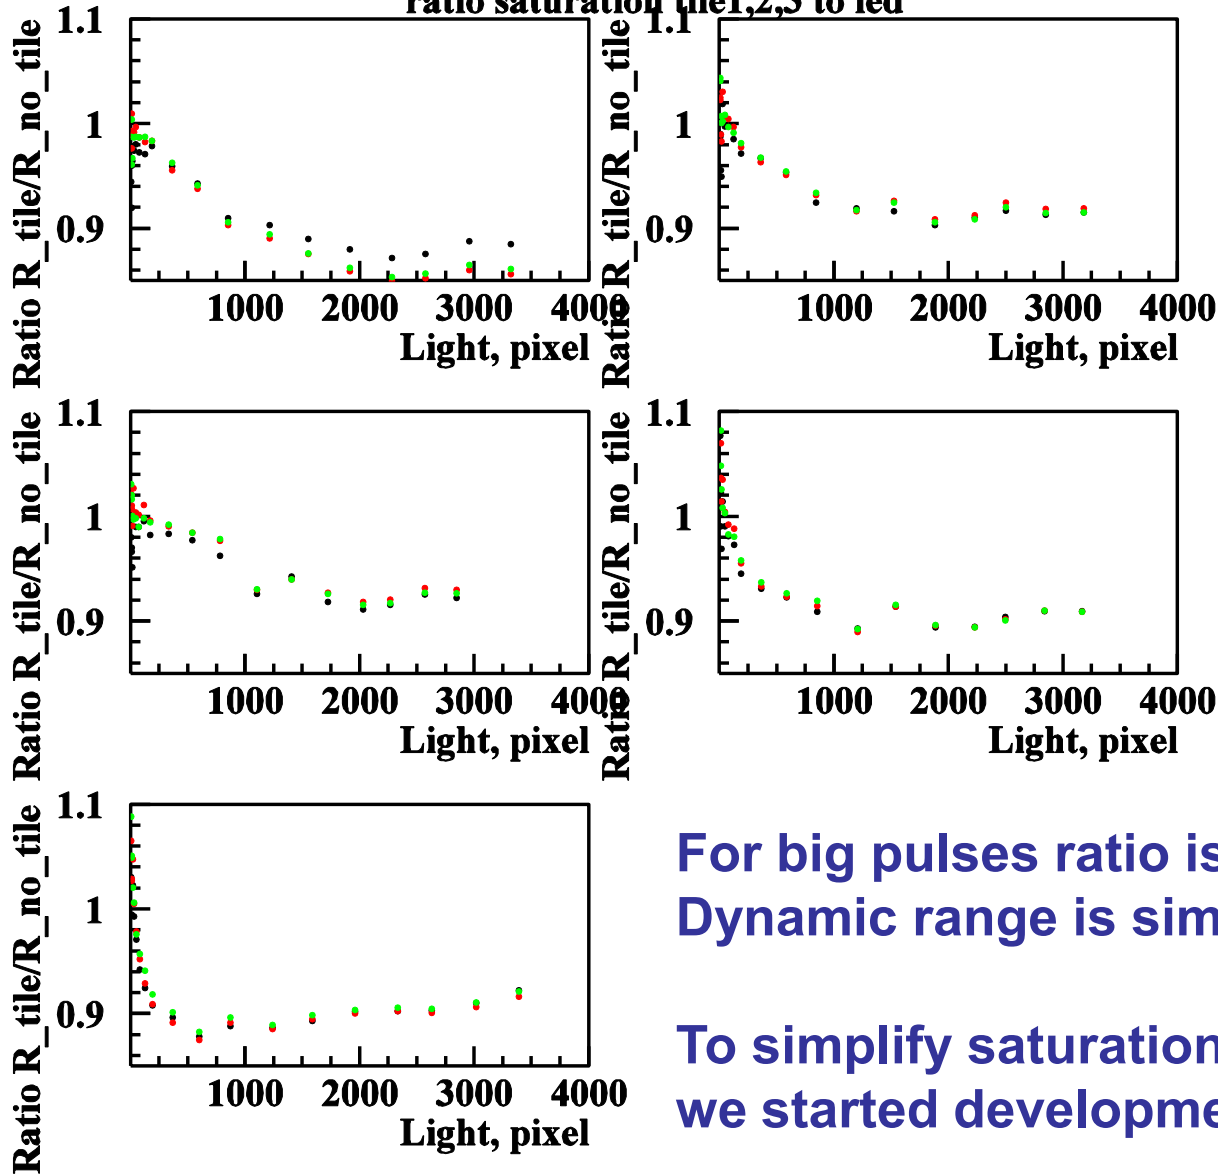 ratio saturation tile1,2,3 to led
Ratio R_tile/R_no_tile
1.1
1
0.9
1000 2000 3000 4000
Light, pixel
Ratio R_tile/R_no_tile
1.1
1
0.9
1000 2000 3000 4000
Light, pixel
Ratio R_tile/R_no_tile
1.1
1
0.9
1000 2000 3000 4000
Light, pixel
Ratio R_tile/R_no_tile
1.1
1
0.9
1000 2000 3000 4000
Light, pixel
Ratio R_tile/R_no_tile
1.1
1
0.9
1000 2000 3000 4000
Light, pixel
For big pulses ratio is
Dynamic range is sim
To simplify saturation
we started developme